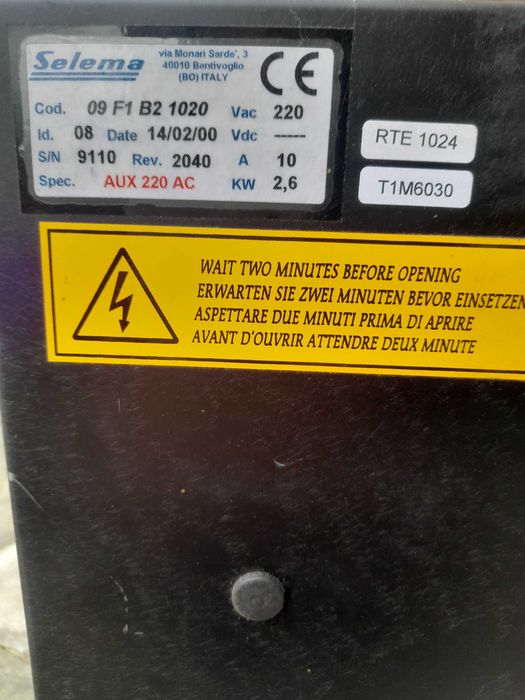 Selema
via Monari Sarde', 3
40010 Bentivoglio
(BO) ITALY
CE
Cod. 09 F1 B2 1020 Vac 220
Id. 08 Date 14/02/00 Vdc -----
S/N 9110 Rev. 2040 A 10
Spec. AUX 220 AC KW 2,6
RTE 1024
T1M6030
WAIT TWO MINUTES BEFORE OPENING
ERWARTEN SIE ZWEI MINUTEN BEVOR EINSETZEN
ASPETTARE DUE MINUTI PRIMA DI APRIRE
AVANT D'OUVRIR ATTENDRE DEUX MINUTE